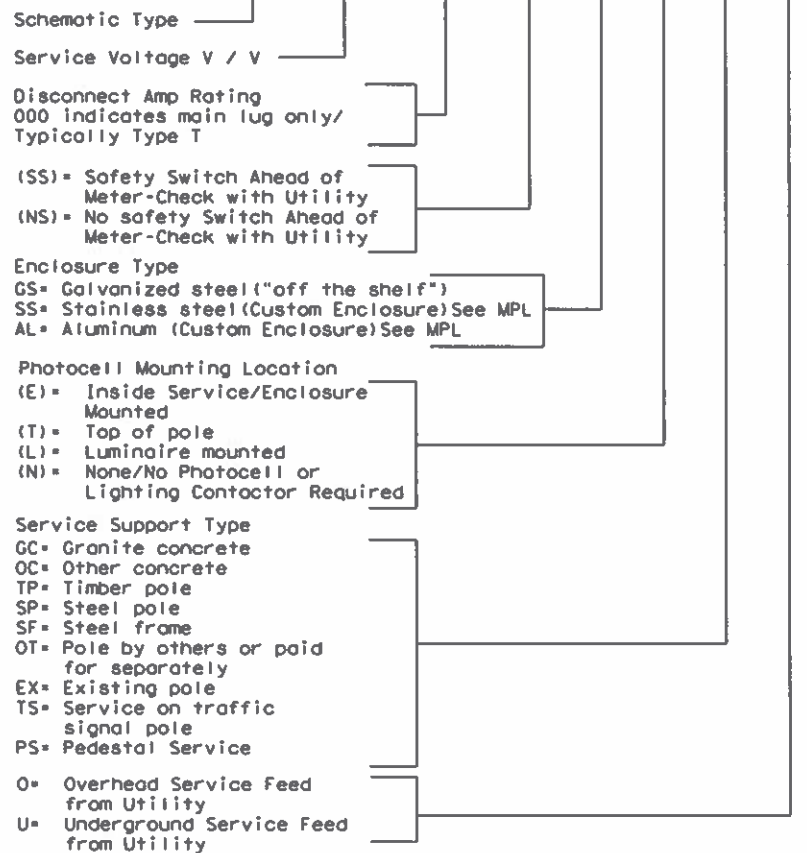 Schematic Type
Service Voltage V / V
Disconnect Amp Rating
000 indicates main lug only/
Typically Type T
(SS)= Safety Switch Ahead of
Meter-Check with Utility
(NS)= No safety Switch Ahead of
Meter-Check with Utility
Enclosure Type
GS= Galvanized steel("off the shelf")
SS= Stainless steel(Custom Enclosure)See MPL
AL= Aluminum (Custom Enclosure)See MPL
Photocell Mounting Location
(E)= Inside Service/Enclosure
Mounted
(T)= Top of pole
(L)= Luminaire mounted
(N)= None/No Photocell or
Lighting Contactor Required
Service Support Type
GC= Granite concrete
OC= Other concrete
TP= Timber pole
SP= Steel pole
SF= Steel frame
OT= Pole by others or paid
for separately
EX= Existing pole
TS= Service on traffic
signal pole
PS= Pedestal Service
O= Overhead Service Feed
from Utility
U= Underground Service Feed
from Utility